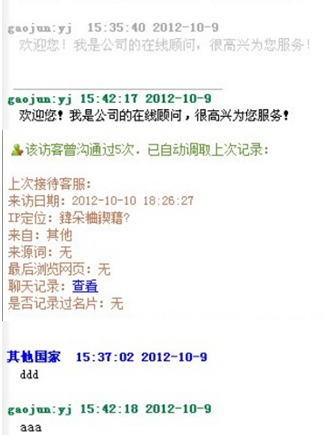 gaojun:yj 15:35:40 2012-10-9
欢迎您！我是公司的在线顾问，很高兴为您服务！
gaojun:yj 15:42:17 2012-10-9
欢迎您！我是公司的在线顾问，很高兴为您服务！
该访客曾沟通过5次．已自动调取上次记录：
上次接待客服：
来访日期：2012-10-10 18:26:27
IP定位：鍏朵粬鍥藉?
来自：其他
来源词：无
最后浏览网页：无
聊天记录：查看
是否记录过名片：无
其他国家 15:37:02 2012-10-9
ddd
gaojun:yj 15:42:18 2012-10-9
aaa